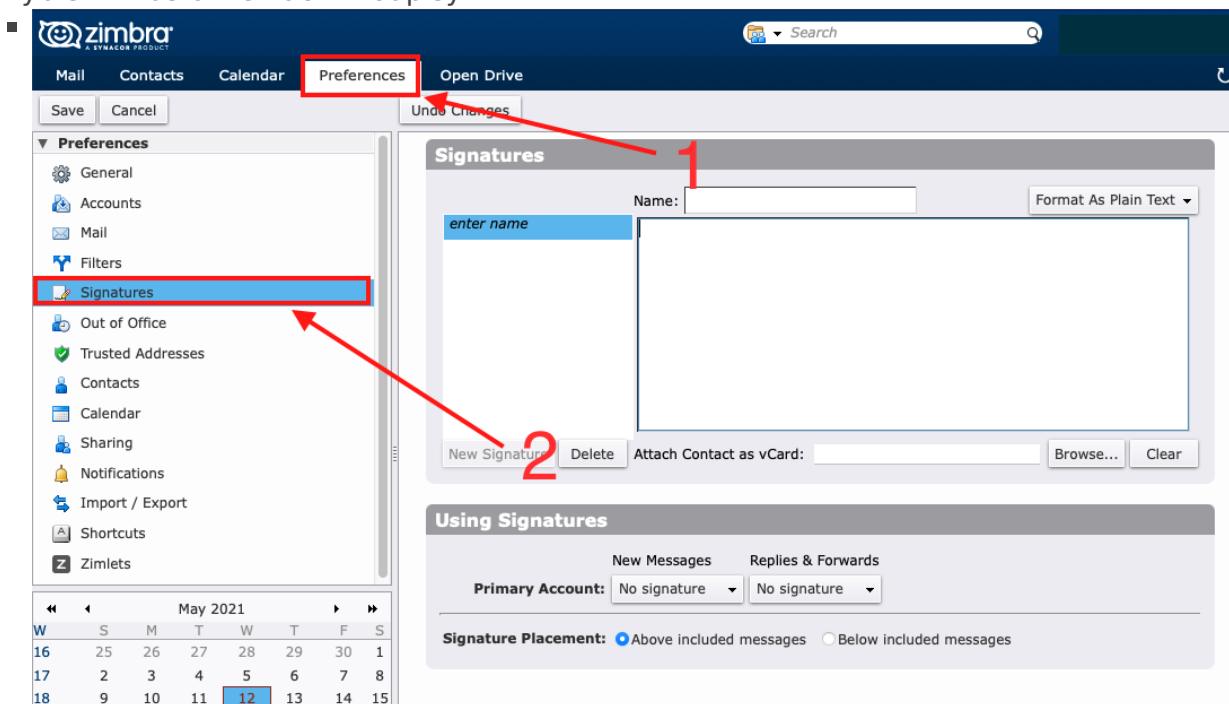 zimbra
A SYNACOR PRODUCT
Search
Mail Contacts Calendar Preferences Open Drive
Save Cancel Undo Changes
Preferences
General
Accounts
Mail
Filters
Signatures
Out of Office
Trusted Addresses
Contacts
Calendar
Sharing
Notifications
Import / Export
Shortcuts
Z Zimlets
May 2021
W S M T W T F S
16 25 26 27 28 29 30 1
17 2 3 4 5 6 7 8
18 9 10 11 12 13 14 15
Signatures
1
Name: Format As Plain Text
enter name
New Signature Delete Attach Contact as vCard: Browse... Clear
2
Using Signatures
New Messages Replies & Forwards
Primary Account: No signature No signature
Signature Placement: Above included messages Below included messages